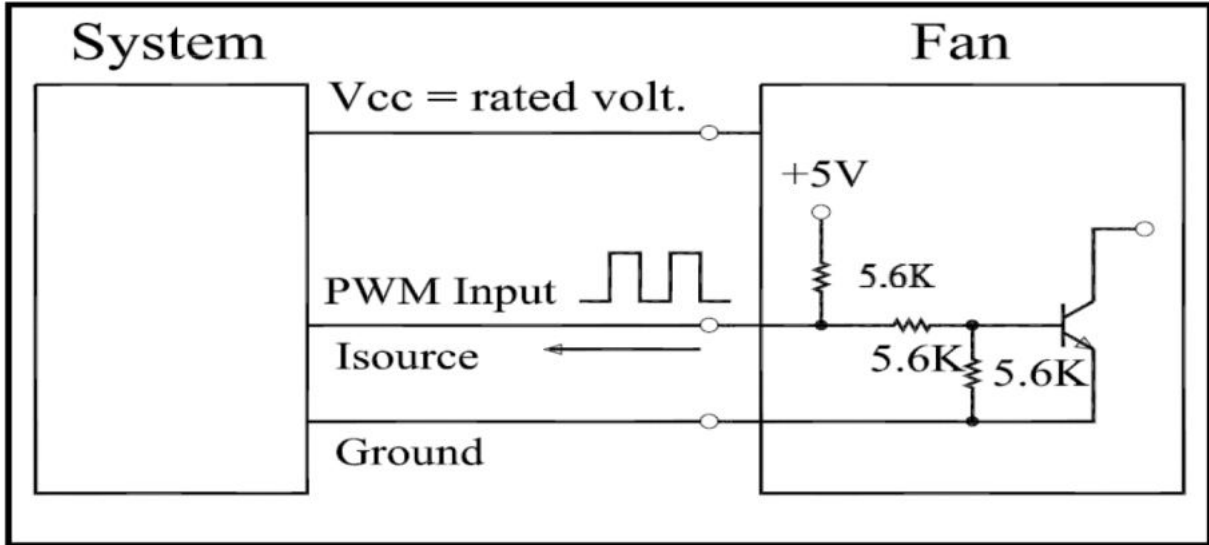 System
Fan
Vcc = rated volt.
+5V
5.6K
PWM Input
Isource
5.6K
5.6K
Ground